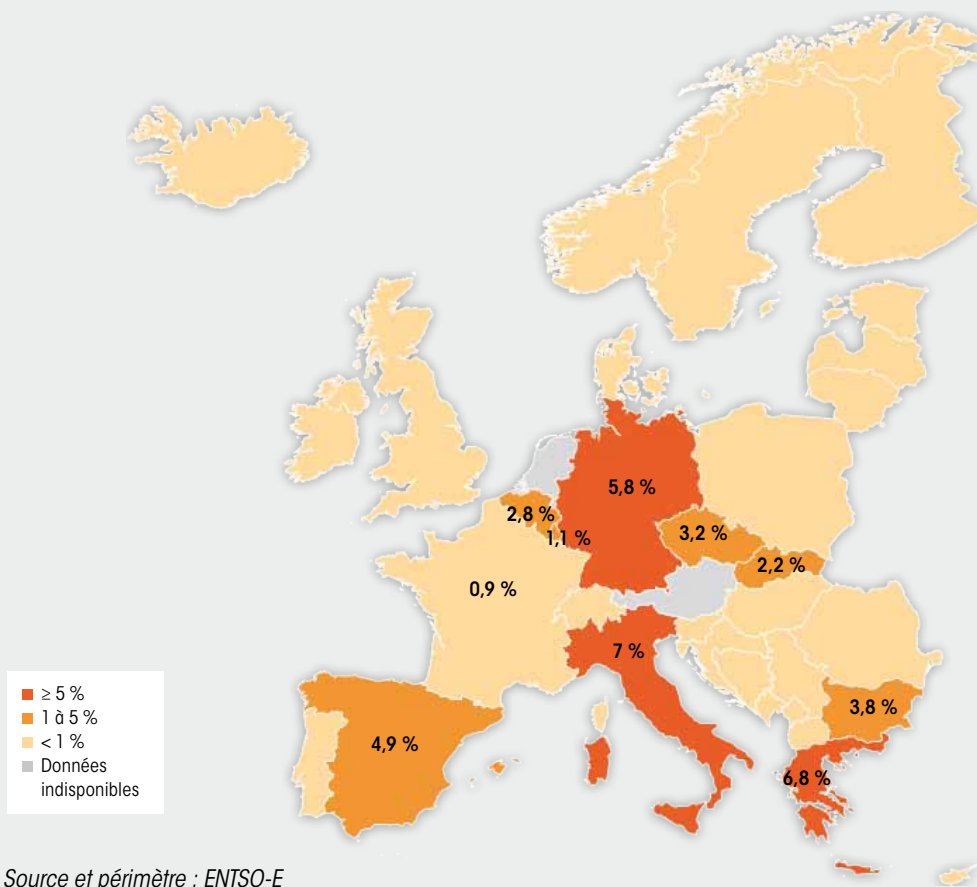 5,8 %
2,8 %
1,1 %
3,2 %
2,2 %
0,9 %
7 %
3,8 %
4,9 %
6,8 %
≥ 5 %
1 à 5 %
< 1 %
Données
indisponibles
Source et périmètre : ENTSO-E